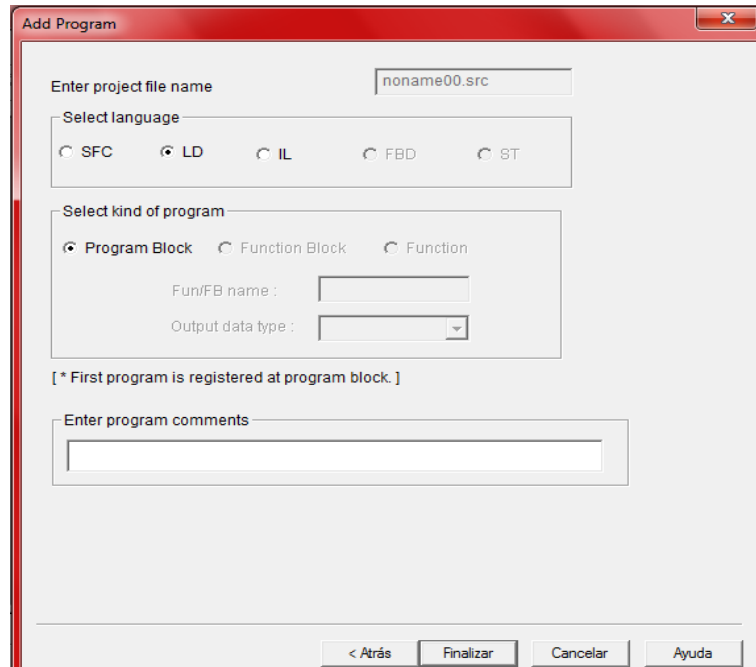 Add Program
Enter project file name noname00.src
Select language
SFC LD IL FBD ST
Select kind of program
Program Block Function Block Function
Fun/FB name :
Output data type :
[ * First program is registered at program block. ]
Enter program comments
< Atrás Finalizar Cancelar Ayuda